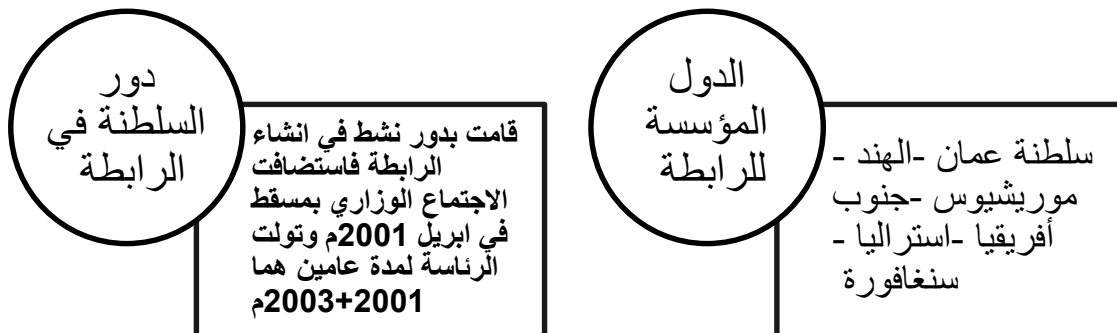 الدول
المؤسسة
للرابطة
سلطنة عمان -الهند -
موريشيوس -جنوب
أفريقيا -استراليا -
سنغافورة
دور
السلطنة في
الرابطة
قامت بدور نشط في انشاء
الرابطة فاستضافت
الاجتماع الوزاري بمسقط
في ابريل 2001م وتولت
الرئاسة لمدة عامين هما
2001+2003م